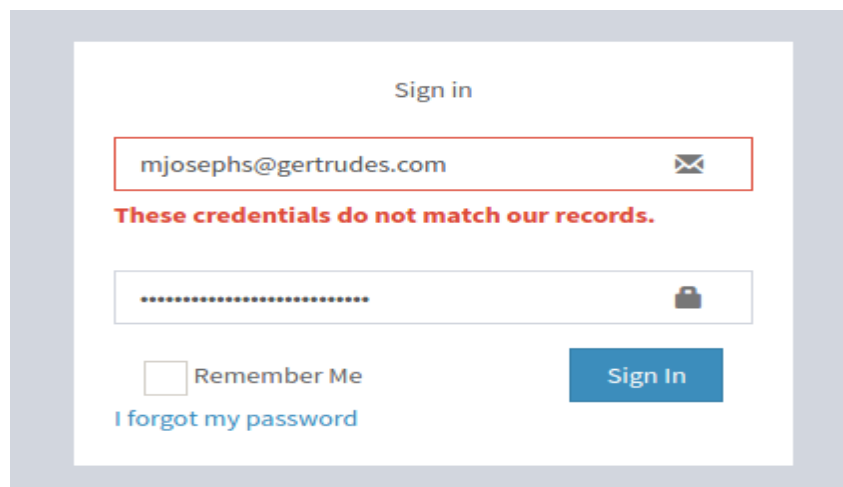 Sign in
mjosephs@gertrudes.com
These credentials do not match our records.
•••••••••••••••••••••••••••
Remember Me
Sign In
I forgot my password